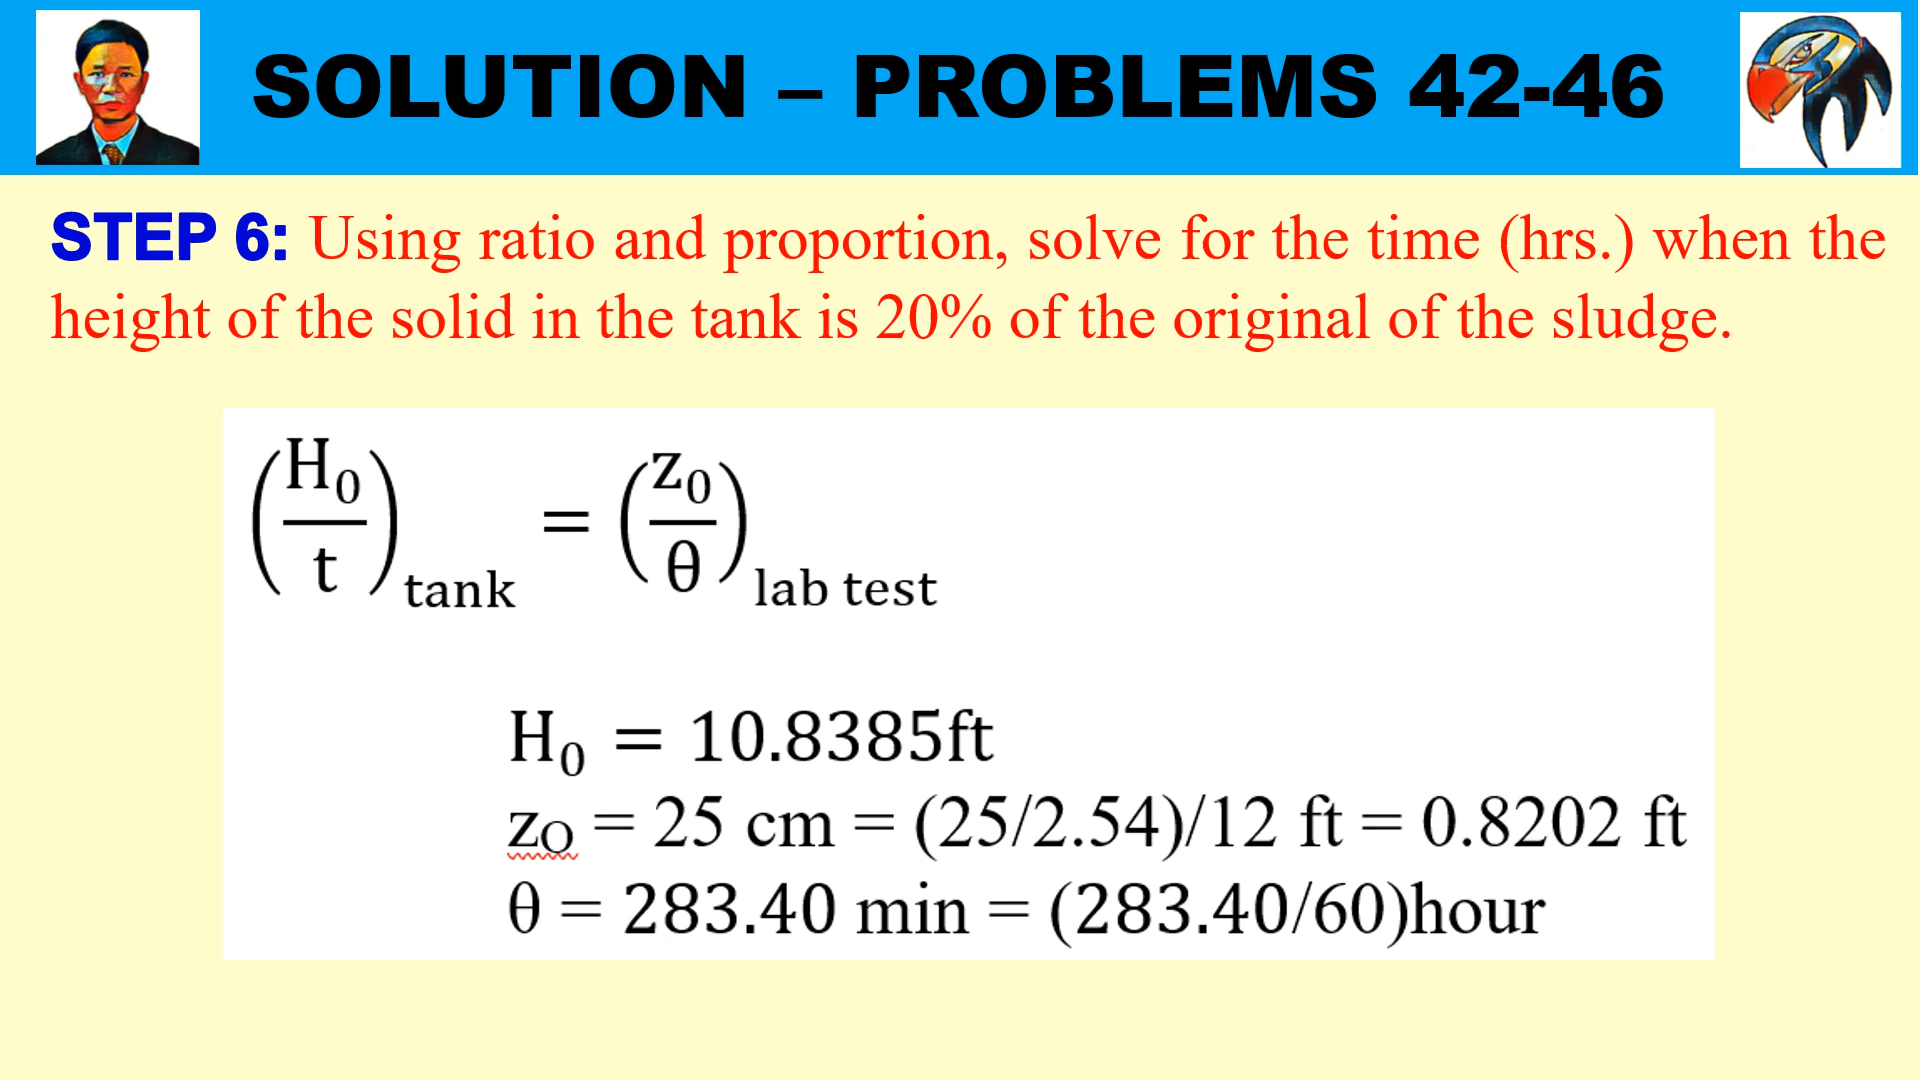 SOLUTION – PROBLEMS 42-46
STEP 6: Using ratio and proportion, solve for the time (hrs.) when the
height of the solid in the tank is 20% of the original of the sludge.
(H₀/t)tank = (z₀/θ)lab test
H₀ = 10.8385ft
zO = 25 cm = (25/2.54)/12 ft = 0.8202 ft
θ = 283.40 min = (283.40/60)hour